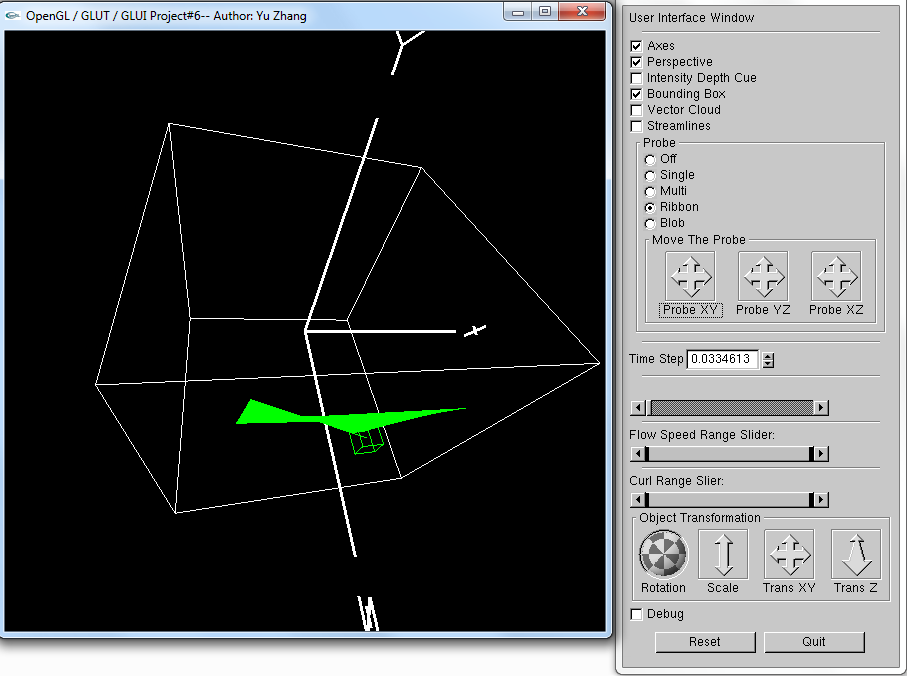 OpenGL / GLUT / GLUI Project#6-- Author: Yu Zhang
Y
X
Z
User Interface Window
Axes
Perspective
Intensity Depth Cue
Bounding Box
Vector Cloud
Streamlines
Probe
Off
Single
Multi
Ribbon
Blob
Move The Probe
Probe XY Probe YZ Probe XZ
Time Step 0.0334613
Flow Speed Range Slider:
Curl Range Slier:
Object Transformation
Rotation Scale Trans XY Trans Z
Debug
Reset Quit